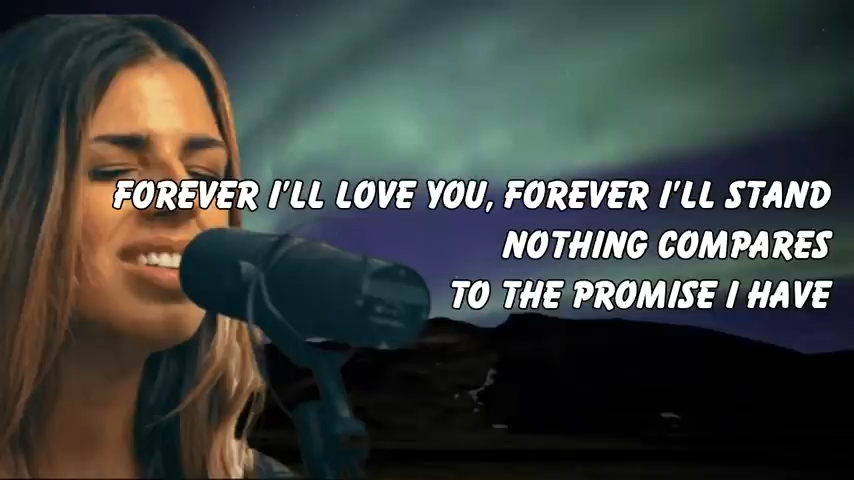 FOREVER I'LL LOVE YOU, FOREVER I'LL STAND
NOTHING COMPARES
TO THE PROMISE I HAVE